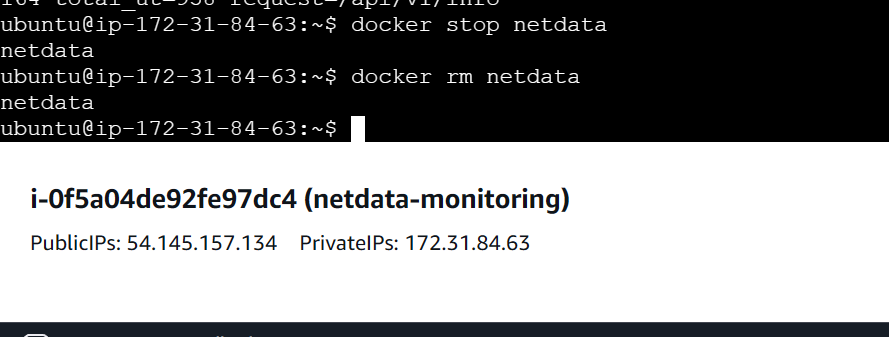 ubuntu@ip-172-31-84-63:~$ docker stop netdata
netdata
ubuntu@ip-172-31-84-63:~$ docker rm netdata
netdata
ubuntu@ip-172-31-84-63:~$
i-0f5a04de92fe97dc4 (netdata-monitoring)
PublicIPs: 54.145.157.134 PrivateIPs: 172.31.84.63